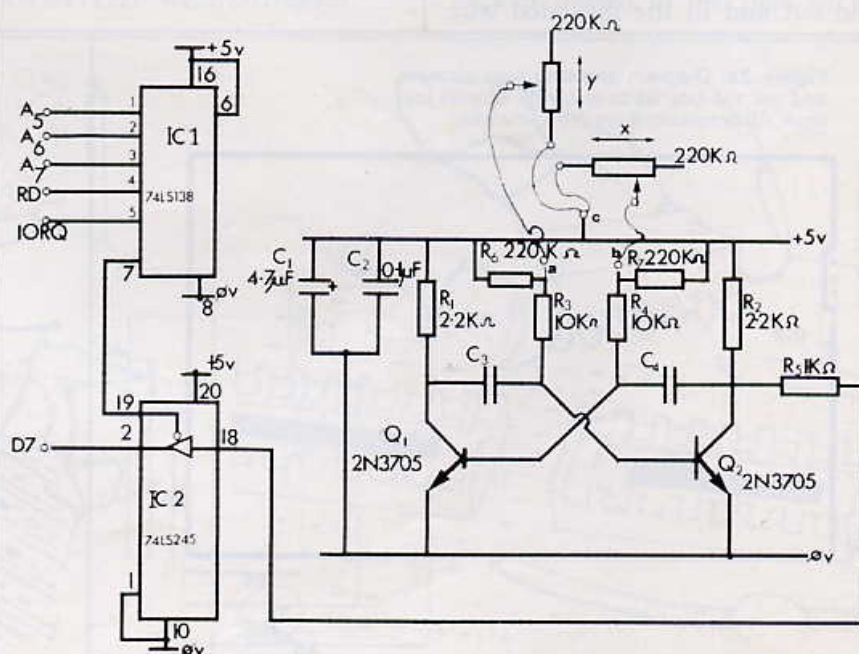 220KΩ
+5v
16
6
y
A5
1
A6
2
IC1
A7
3
x
220KΩ
RD
4
74LS138
IORQ
5
c
+5v
7
C1
4·7µF
+
C2
0·1µF
R6 220KΩ
a
b
R7 220KΩ
øv
8
R1
2·2KΩ
R3
10KΩ
R4
10KΩ
R2
2·2KΩ
+5v
20
C3
C4
R5 1KΩ
19
D7
2
18
Q1
2N3705
Q2
2N3705
IC 2
74LS245
øv
1
10
øv